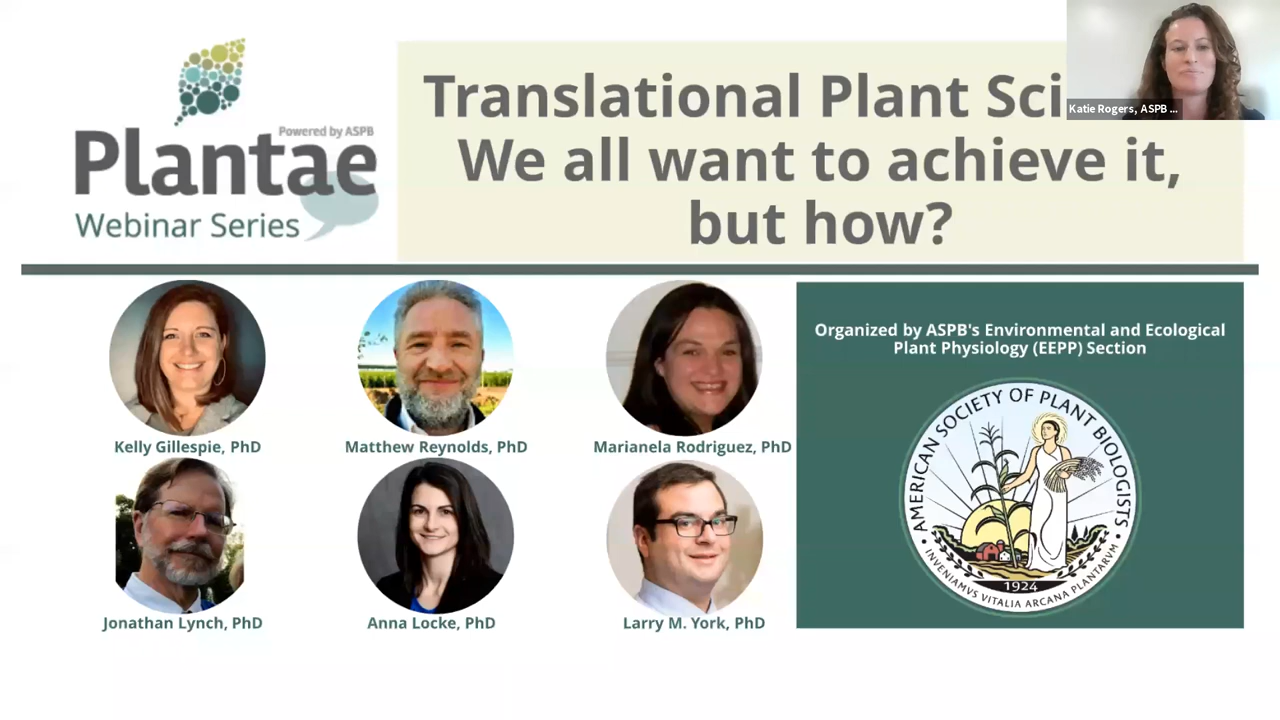 Powered by ASPB
Plantae
Webinar Series
Translational Plant Sci
We all want to achieve it,
but how?
Katie Rogers, ASPB ...
Kelly Gillespie, PhD
Matthew Reynolds, PhD
Marianela Rodriguez, PhD
Jonathan Lynch, PhD
Anna Locke, PhD
Larry M. York, PhD
Organized by ASPB's Environmental and Ecological
Plant Physiology (EEPP) Section
AMERICAN SOCIETY OF PLANT BIOLOGISTS
1924
• INVENIAMVS VITALIA ARCANA PLANTARVM •